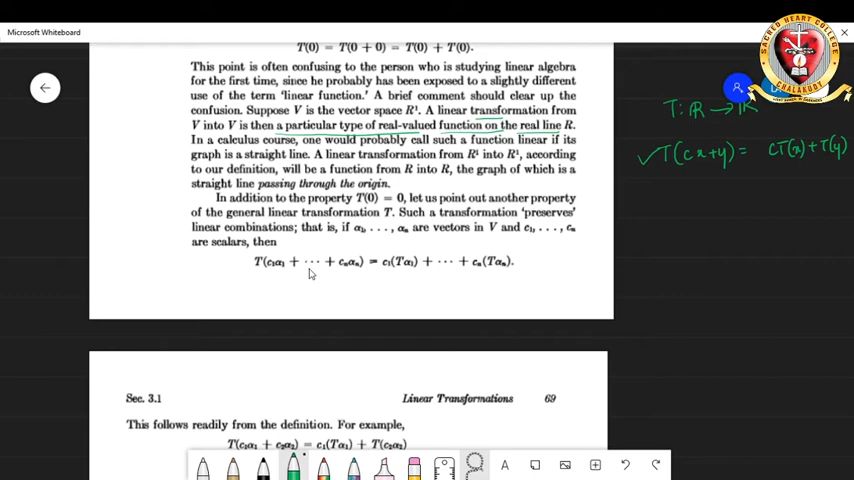 Microsoft Whiteboard
T(0) = T(0 + 0) = T(0) + T(0).
This point is often confusing to the person who is studying linear algebra
for the first time, since he probably has been exposed to a slightly different
use of the term 'linear function.' A brief comment should clear up the
confusion. Suppose V is the vector space R¹. A linear transformation from
V into V is then a particular type of real-valued function on the real line R.
In a calculus course, one would probably call such a function linear if its
graph is a straight line. A linear transformation from R¹ into R¹, according
to our definition, will be a function from R into R, the graph of which is a
straight line passing through the origin.
In addition to the property T(0) = 0, let us point out another property
of the general linear transformation T. Such a transformation 'preserves'
linear combinations; that is, if α₁, . . . , αₙ are vectors in V and c₁, . . . , cₙ
are scalars, then
T(c₁α₁ + ··· + cₙαₙ) = c₁(Tα₁) + ··· + cₙ(Tαₙ).
Sec. 3.1 Linear Transformations 69
This follows readily from the definition. For example,
T(c₁α₁ + c₂α₂) = c₁(Tα₁) + T(c₂α₂)
T: ℝ → ℝ
✓T(cx+y) = cT(x)+T(y)
SACRED HEART COLLEGE
CHALAKUDY
A